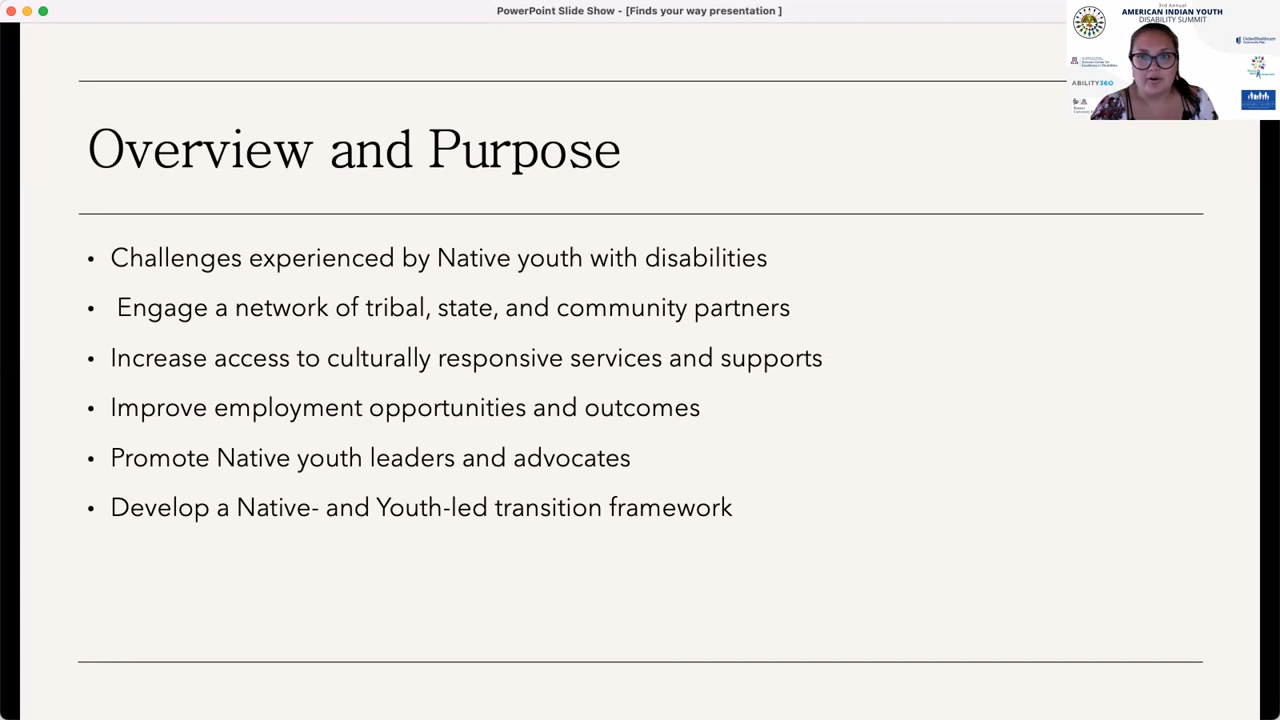 PowerPoint Slide Show - [Finds your way presentation ]
3rd Annual
AMERICAN INDIAN YOUTH
DISABILITY SUMMIT
UnitedHealthcare
Community Plan
ABILITY360
Overview and Purpose
• Challenges experienced by Native youth with disabilities
• Engage a network of tribal, state, and community partners
• Increase access to culturally responsive services and supports
• Improve employment opportunities and outcomes
• Promote Native youth leaders and advocates
• Develop a Native- and Youth-led transition framework